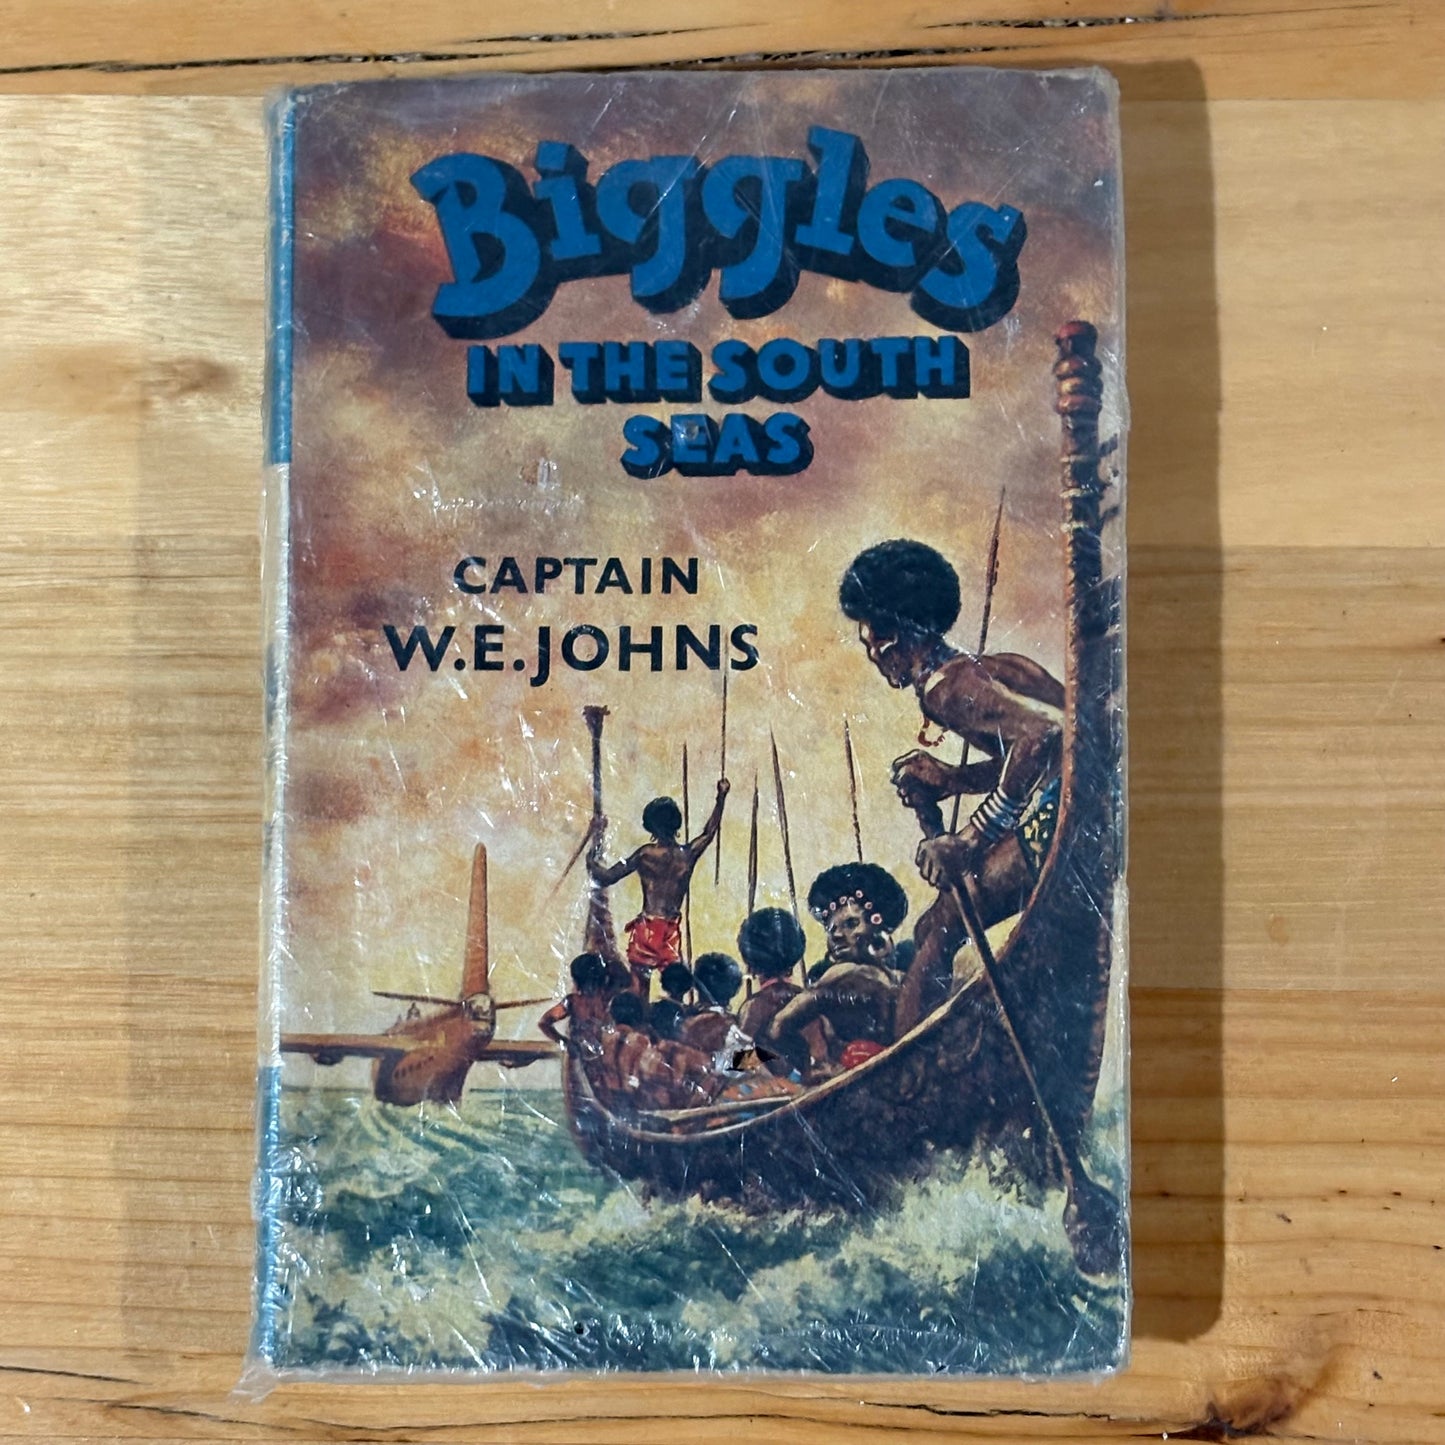 Biggles
IN THE SOUTH
SEAS
CAPTAIN
W.E. JOHNS